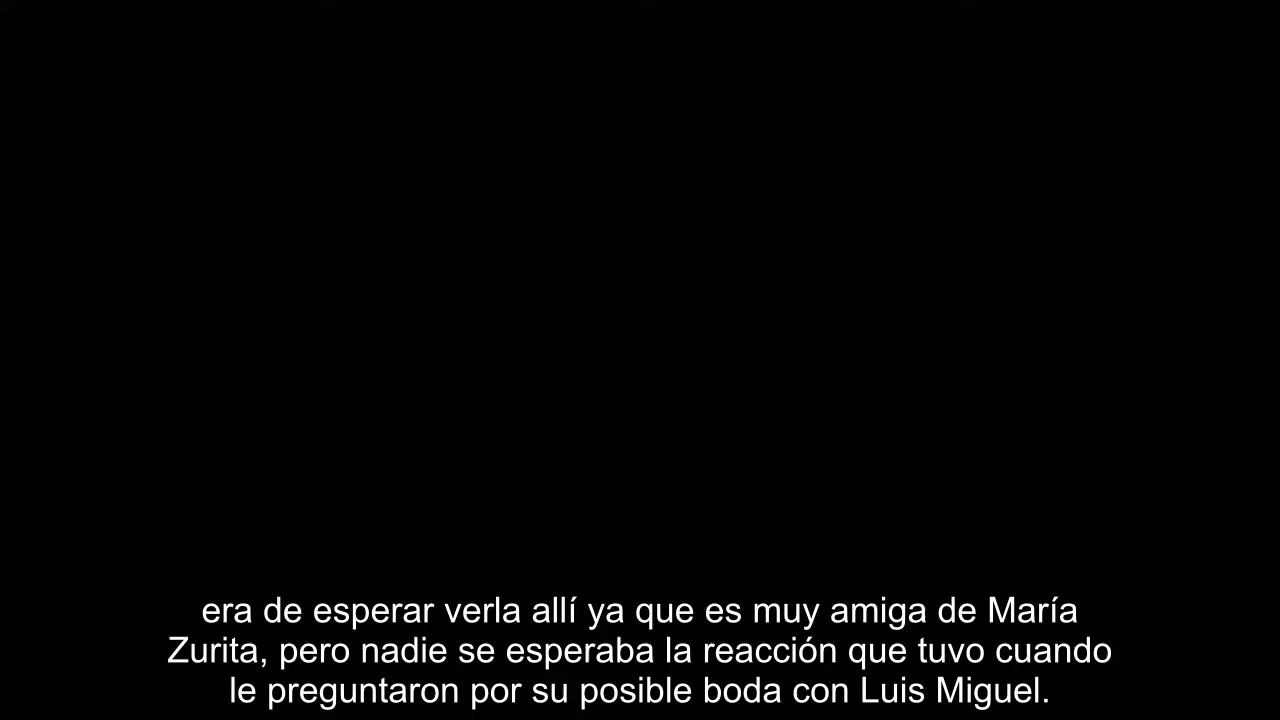 era de esperar verla allí ya que es muy amiga de María
Zurita, pero nadie se esperaba la reacción que tuvo cuando
le preguntaron por su posible boda con Luis Miguel.